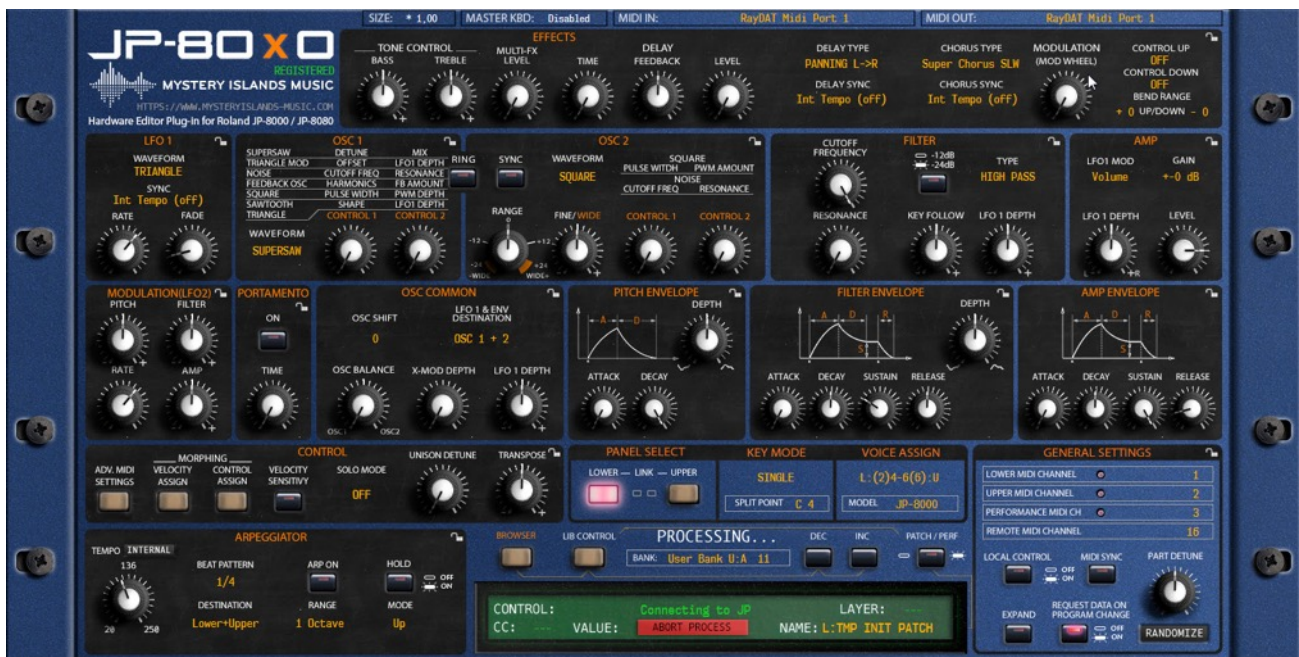 SIZE: * 1,00 MASTER KBD: Disabled MIDI IN: RayDAT Midi Port 1 MIDI OUT: RayDAT Midi Port 1
JP-80x0
REGISTERED
MYSTERY ISLANDS MUSIC
HTTPS://WWW.MYSTERYISLANDS-MUSIC.COM
Hardware Editor Plug-In for Roland JP-8000 / JP-8080
EFFECTS
TONE CONTROL
BASS TREBLE
MULTI-FX LEVEL
TIME
DELAY FEEDBACK
LEVEL
DELAY TYPE
PANNING L->R
DELAY SYNC
Int Tempo (off)
CHORUS TYPE
Super Chorus SLW
CHORUS SYNC
Int Tempo (off)
MODULATION
(MOD WHEEL)
CONTROL UP
OFF
CONTROL DOWN
OFF
BEND RANGE
+ 0 UP/DOWN - 0
LFO 1
WAVEFORM
TRIANGLE
SYNC
Int Tempo (off)
RATE FADE
OSC 1
SUPERSAW DETUNE MIX
TRIANGLE MOD OFFSET LFO1 DEPTH
NOISE CUTOFF FREQ RESONANCE
FEEDBACK OSC HARMONICS FB AMOUNT
SQUARE PULSE WIDTH PWM DEPTH
SAWTOOTH SHAPE LFO1 DEPTH
TRIANGLE CONTROL 1 CONTROL 2
WAVEFORM
SUPERSAW
RING
SYNC
OSC 2
WAVEFORM
SQUARE
SQUARE
PULSE WITDH PWM AMOUNT
NOISE
CUTOFF FREQ RESONANCE
RANGE
0
-12 +12
-24 +24
-WIDE WIDE+
FINE/WIDE
CONTROL 1 CONTROL 2
FILTER
CUTOFF FREQUENCY
-12dB
-24dB
TYPE
HIGH PASS
RESONANCE KEY FOLLOW LFO 1 DEPTH
AMP
LFO1 MOD GAIN
Volume +-0 dB
LFO 1 DEPTH LEVEL
L +R
MODULATION(LFO2)
PITCH FILTER
RATE AMP
PORTAMENTO
ON
TIME
OSC COMMON
OSC SHIFT
0
LFO 1 & ENV DESTINATION
OSC 1 + 2
OSC BALANCE X-MOD DEPTH LFO 1 DEPTH
OSC1 OSC2
PITCH ENVELOPE
A D
DEPTH
ATTACK DECAY
FILTER ENVELOPE
A D R
S
DEPTH
ATTACK DECAY SUSTAIN RELEASE
AMP ENVELOPE
A D R
S
ATTACK DECAY SUSTAIN RELEASE
CONTROL
ADV. MIDI SETTINGS
MORPHING
VELOCITY ASSIGN
CONTROL ASSIGN
VELOCITY SENSITIVY
SOLO MODE
OFF
UNISON DETUNE
TRANSPOSE
PANEL SELECT
LOWER — LINK — UPPER
KEY MODE
SINGLE
SPLIT POINT C 4
VOICE ASSIGN
L:(2)4-6(6):U
MODEL JP-8000
GENERAL SETTINGS
LOWER MIDI CHANNEL 1
UPPER MIDI CHANNEL 2
PERFORMANCE MIDI CH 3
REMOTE MIDI CHANNEL 16
LOCAL CONTROL
OFF
ON
MIDI SYNC
PART DETUNE
EXPAND
REQUEST DATA ON PROGRAM CHANGE
OFF
ON
RANDOMIZE
ARPEGGIATOR
TEMPO INTERNAL
136
20 250
BEAT PATTERN
1/4
DESTINATION
Lower+Upper
ARP ON
RANGE
1 Octave
HOLD
OFF
ON
MODE
Up
BROWSER
LIB CONTROL
PROCESSING...
BANK: User Bank U:A 11
DEC INC PATCH / PERF
CONTROL: Connecting to JP LAYER: ---
CC: --- VALUE: ABORT PROCESS NAME: L:TMP INIT PATCH